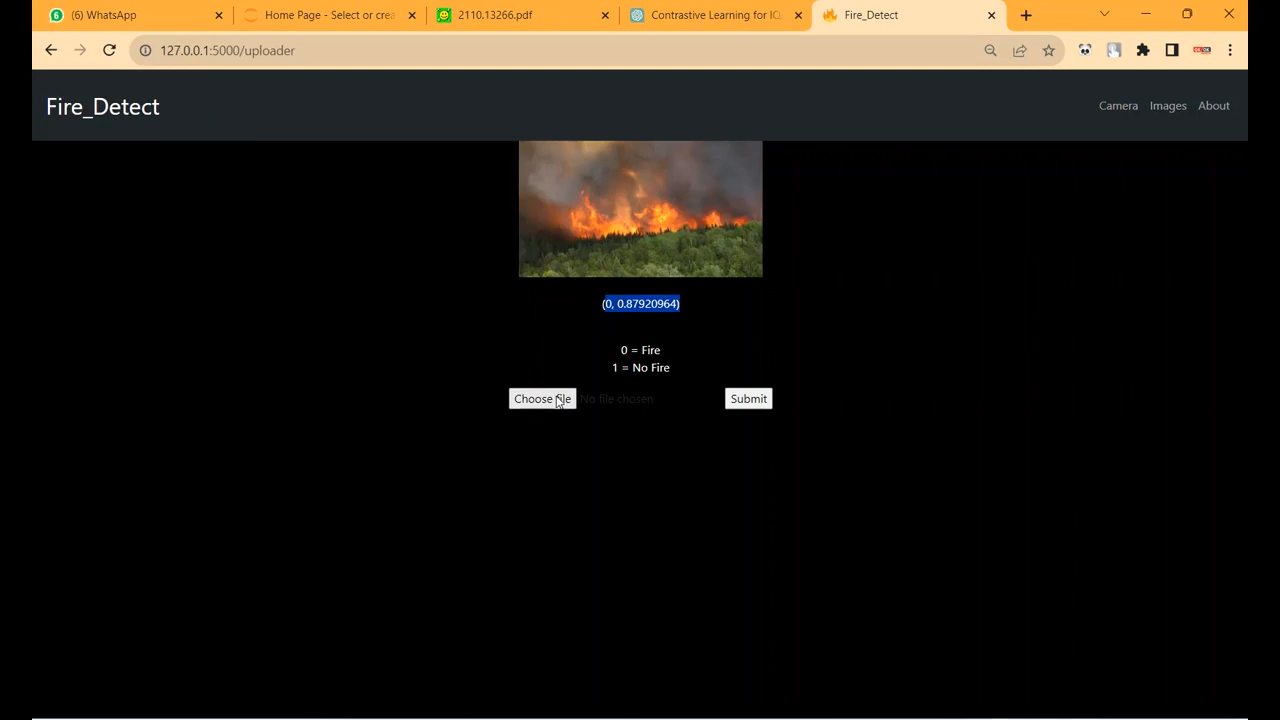 (6) WhatsApp
Home Page - Select or crea
2110.13266.pdf
Contrastive Learning for IQ
Fire_Detect
127.0.0.1:5000/uploader
Fire_Detect
Camera Images About
(0, 0.87920964)
0 = Fire
1 = No Fire
Choose file No file chosen Submit